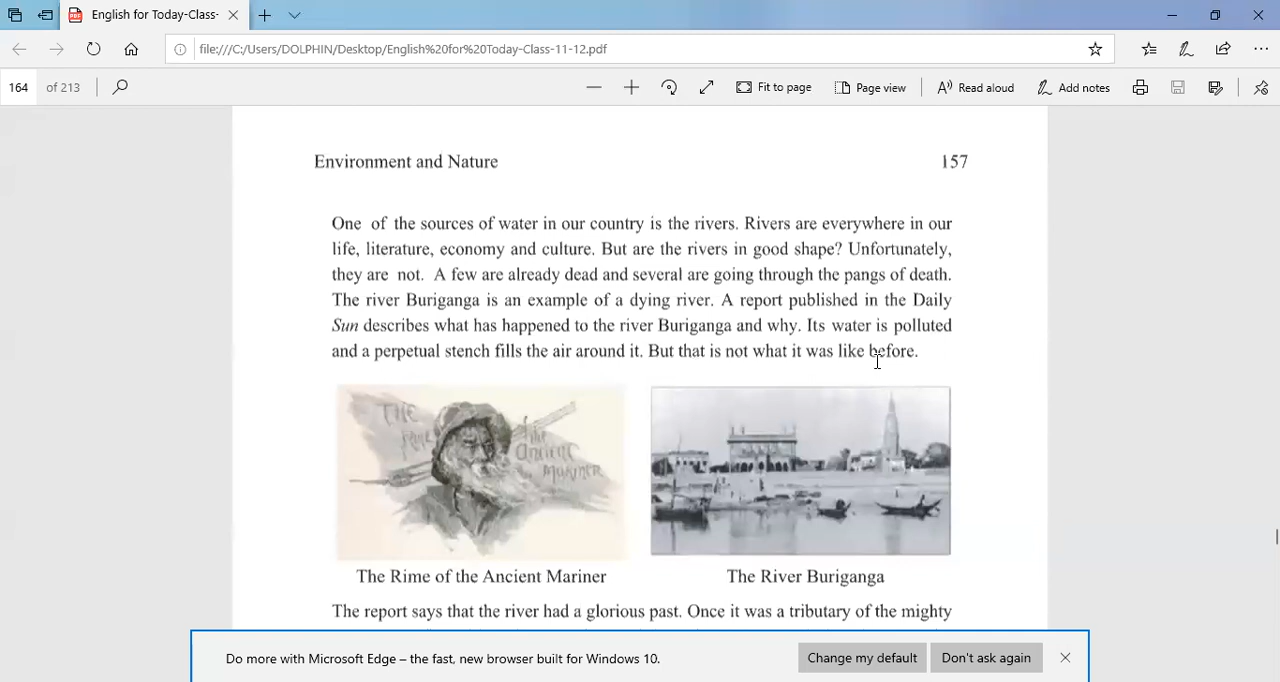 English for Today-Class-
file:///C:/Users/DOLPHIN/Desktop/English%20for%20Today-Class-11-12.pdf
164 of 213 Fit to page Page view Read aloud Add notes
Environment and Nature 157
One of the sources of water in our country is the rivers. Rivers are everywhere in our
life, literature, economy and culture. But are the rivers in good shape? Unfortunately,
they are not. A few are already dead and several are going through the pangs of death.
The river Buriganga is an example of a dying river. A report published in the Daily
Sun describes what has happened to the river Buriganga and why. Its water is polluted
and a perpetual stench fills the air around it. But that is not what it was like before.
THE
RIME of the
Ancient
MARINER
The Rime of the Ancient Mariner The River Buriganga
The report says that the river had a glorious past. Once it was a tributary of the mighty
Do more with Microsoft Edge – the fast, new browser built for Windows 10. Change my default Don't ask again